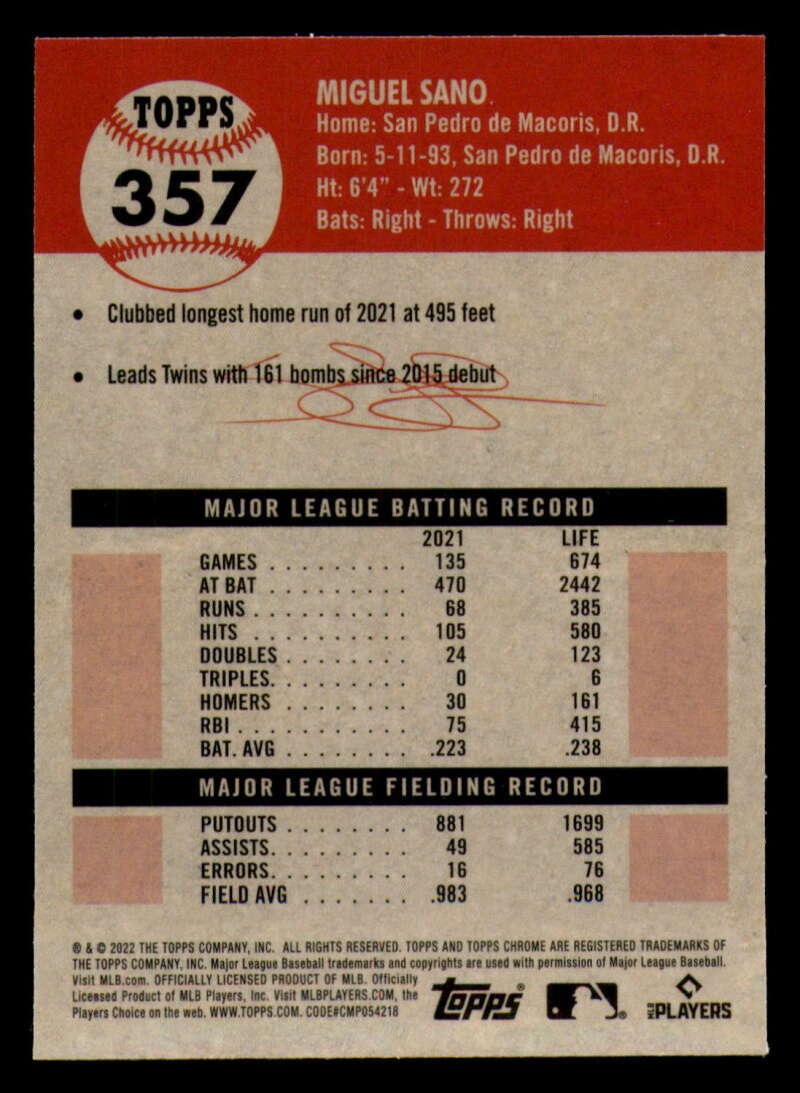 TOPPS
357
MIGUEL SANO
Home: San Pedro de Macoris, D.R.
Born: 5-11-93, San Pedro de Macoris, D.R.
Ht: 6'4" - Wt: 272
Bats: Right - Throws: Right
• Clubbed longest home run of 2021 at 495 feet
• Leads Twins with 161 bombs since 2015 debut
MAJOR LEAGUE BATTING RECORD
2021 LIFE
GAMES . . . . . . . . . 135 674
AT BAT . . . . . . . . . 470 2442
RUNS . . . . . . . . . . 68 385
HITS . . . . . . . . . . 105 580
DOUBLES . . . . . . . . 24 123
TRIPLES. . . . . . . . . 0 6
HOMERS . . . . . . . . 30 161
RBI . . . . . . . . . . . 75 415
BAT. AVG . . . . . . . . .223 .238
MAJOR LEAGUE FIELDING RECORD
PUTOUTS . . . . . . . . 881 1699
ASSISTS. . . . . . . . . 49 585
ERRORS. . . . . . . . . 16 76
FIELD AVG . . . . . . . .983 .968
® & © 2022 THE TOPPS COMPANY, INC. ALL RIGHTS RESERVED. TOPPS AND TOPPS CHROME ARE REGISTERED TRADEMARKS OF
THE TOPPS COMPANY, INC. Major League Baseball trademarks and copyrights are used with permission of Major League Baseball.
Visit MLB.com. OFFICIALLY LICENSED PRODUCT OF MLB. Officially
Licensed Product of MLB Players, Inc. Visit MLBPLAYERS.COM, the
Players Choice on the web. WWW.TOPPS.COM. CODE#CMP054218
Topps®
MLB PLAYERS